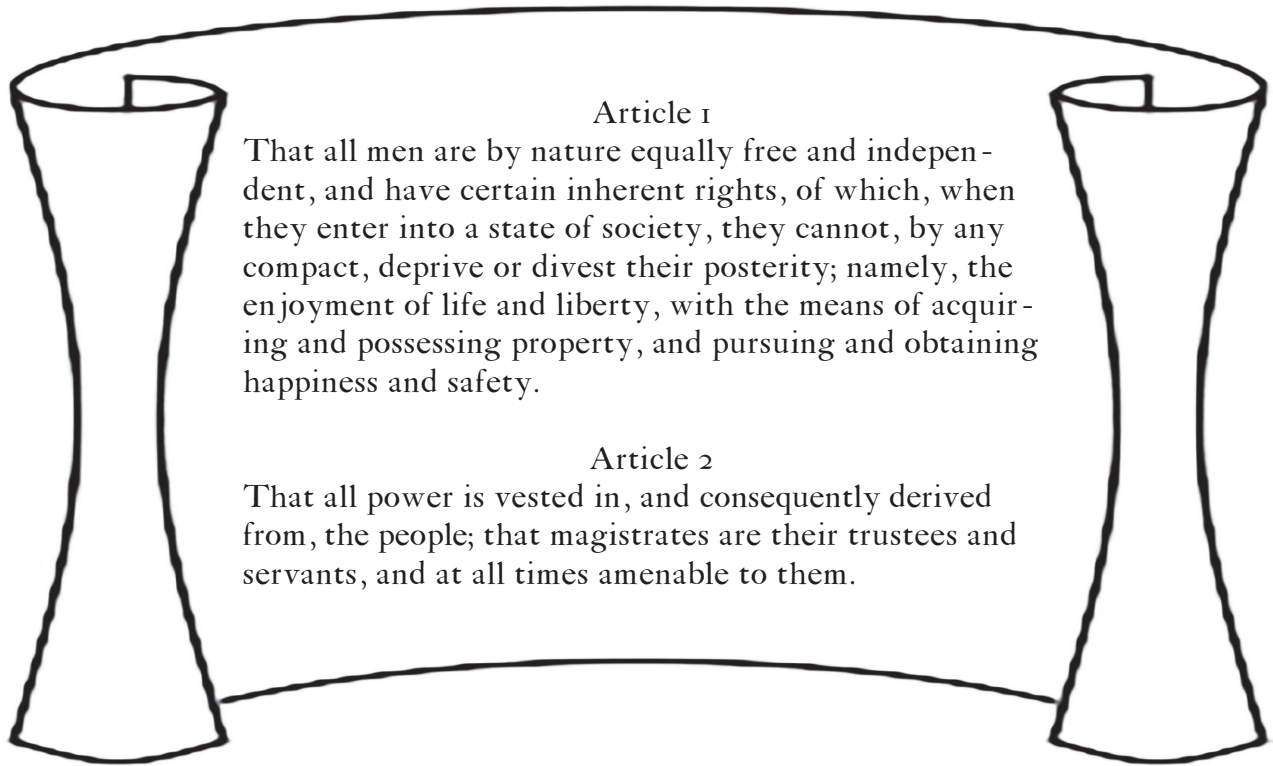 Article 1
That all men are by nature equally free and indepen-
dent, and have certain inherent rights, of which, when
they enter into a state of society, they cannot, by any
compact, deprive or divest their posterity; namely, the
enjoyment of life and liberty, with the means of acquir-
ing and possessing property, and pursuing and obtaining
happiness and safety.
Article 2
That all power is vested in, and consequently derived
from, the people; that magistrates are their trustees and
servants, and at all times amenable to them.